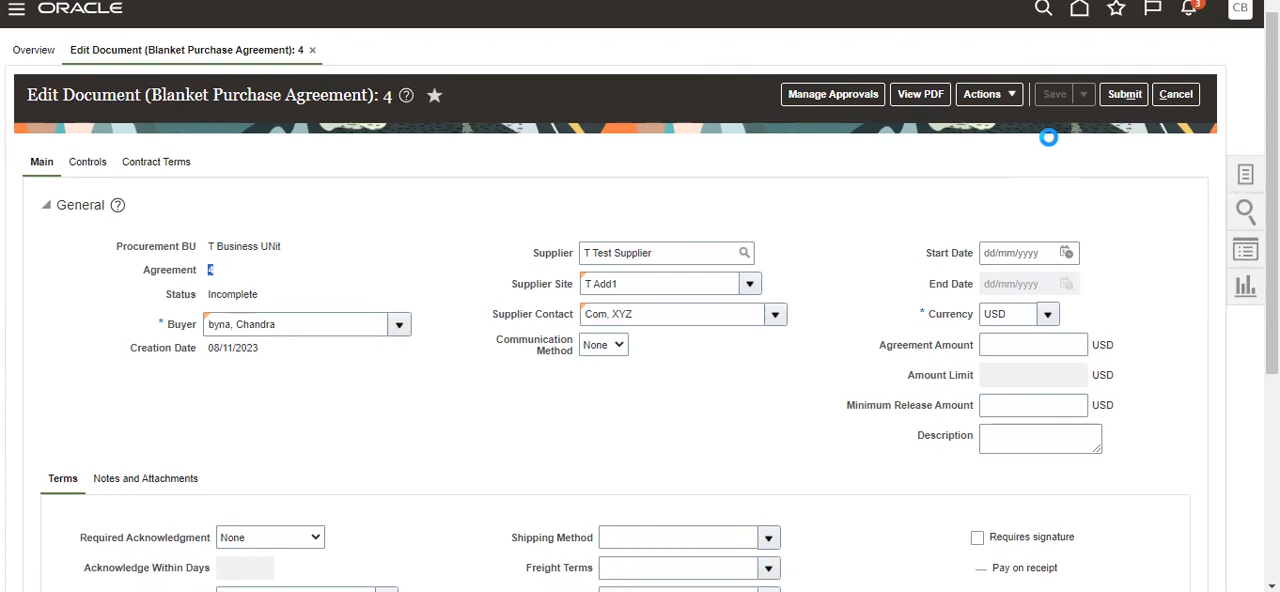 ORACLE
3
CB
Overview
Edit Document (Blanket Purchase Agreement): 4 ×
Edit Document (Blanket Purchase Agreement): 4 ?
Manage Approvals
View PDF
Actions
Save
Submit
Cancel
Main
Controls
Contract Terms
General ?
Procurement BU T Business UNit
Agreement 4
Status Incomplete
* Buyer byna, Chandra
Creation Date 08/11/2023
Supplier T Test Supplier
Supplier Site T Add1
Supplier Contact Com, XYZ
Communication
Method
None
Start Date dd/mm/yyyy
End Date dd/mm/yyyy
* Currency USD
Agreement Amount USD
Amount Limit USD
Minimum Release Amount USD
Description
Terms
Notes and Attachments
Required Acknowledgment None
Acknowledge Within Days
Shipping Method
Freight Terms
Requires signature
Pay on receipt